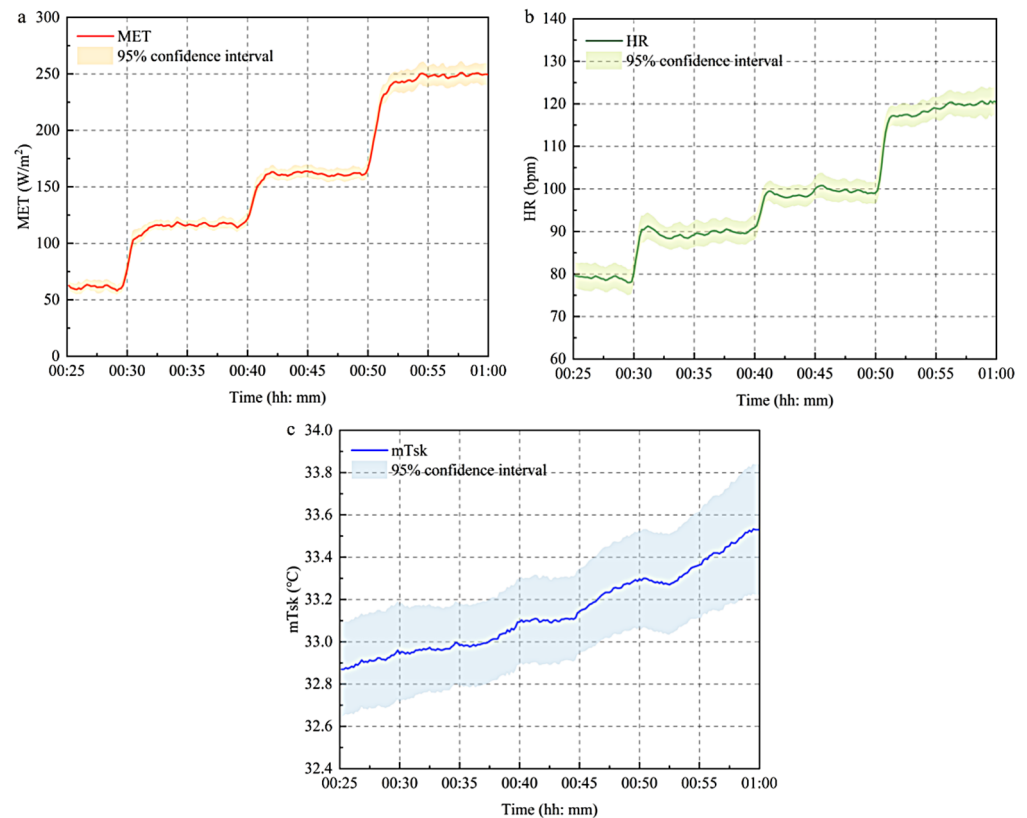 a
MET
95% confidence interval
300
250
200
150
100
50
0
MET (W/m²)
00:25 00:30 00:35 00:40 00:45 00:50 00:55 01:00
Time (hh: mm)
b
HR
95% confidence interval
140
130
120
110
100
90
80
70
60
HR (bpm)
00:25 00:30 00:35 00:40 00:45 00:50 00:55 01:00
Time (hh: mm)
c
mTsk
95% confidence interval
34.0
33.8
33.6
33.4
33.2
33.0
32.8
32.6
32.4
mTsk (℃)
00:25 00:30 00:35 00:40 00:45 00:50 00:55 01:00
Time (hh: mm)